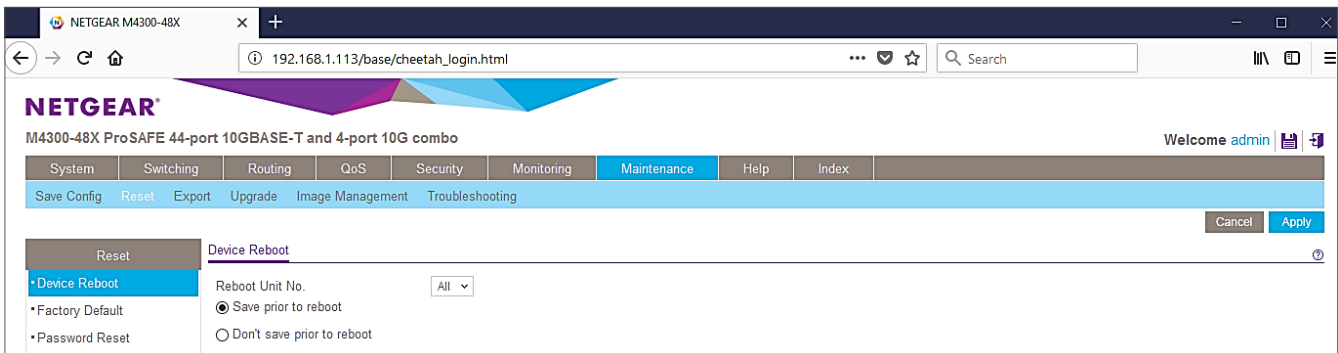 NETGEAR M4300-48X
192.168.1.113/base/cheetah_login.html
Search
NETGEAR®
M4300-48X ProSAFE 44-port 10GBASE-T and 4-port 10G combo
Welcome admin
System Switching Routing QoS Security Monitoring Maintenance Help Index
Save Config Reset Export Upgrade Image Management Troubleshooting
Cancel Apply
Reset
Device Reboot
Device Reboot
Reboot Unit No. All
Factory Default
Save prior to reboot
Password Reset
Don't save prior to reboot